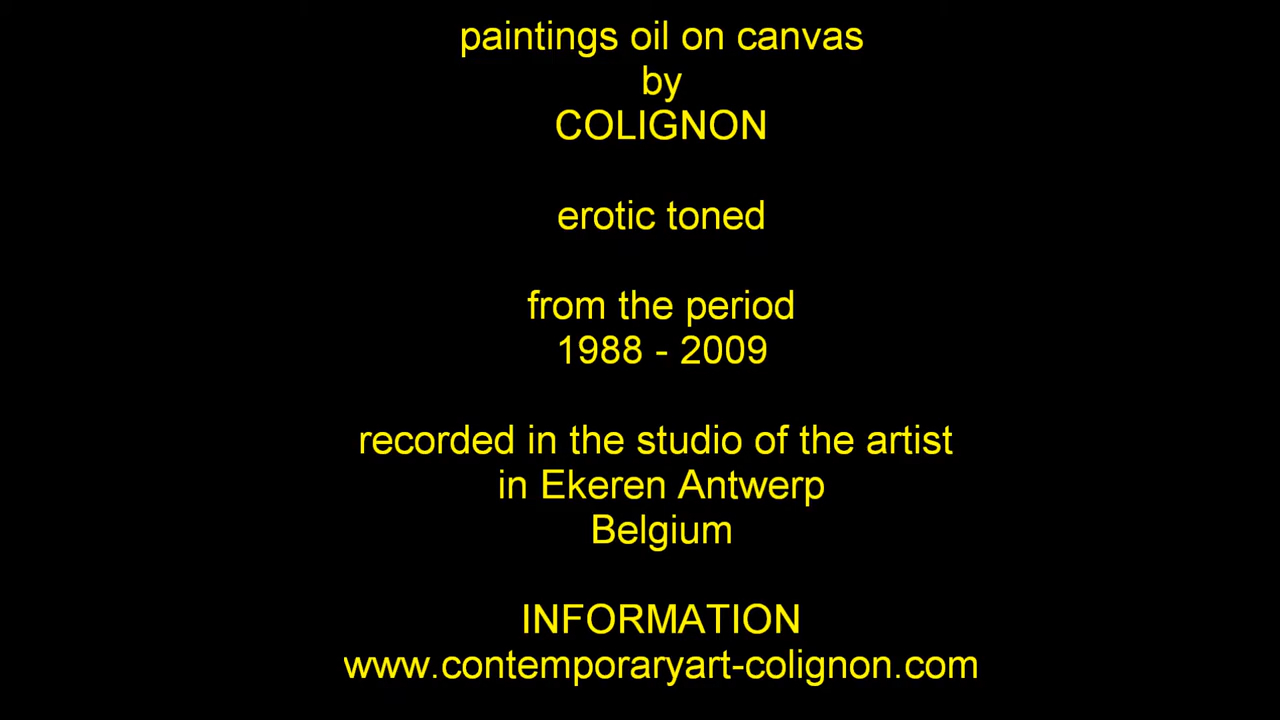 paintings oil on canvas
by
COLIGNON
erotic toned
from the period
1988 - 2009
recorded in the studio of the artist
in Ekeren Antwerp
Belgium
INFORMATION
www.contemporaryart-colignon.com